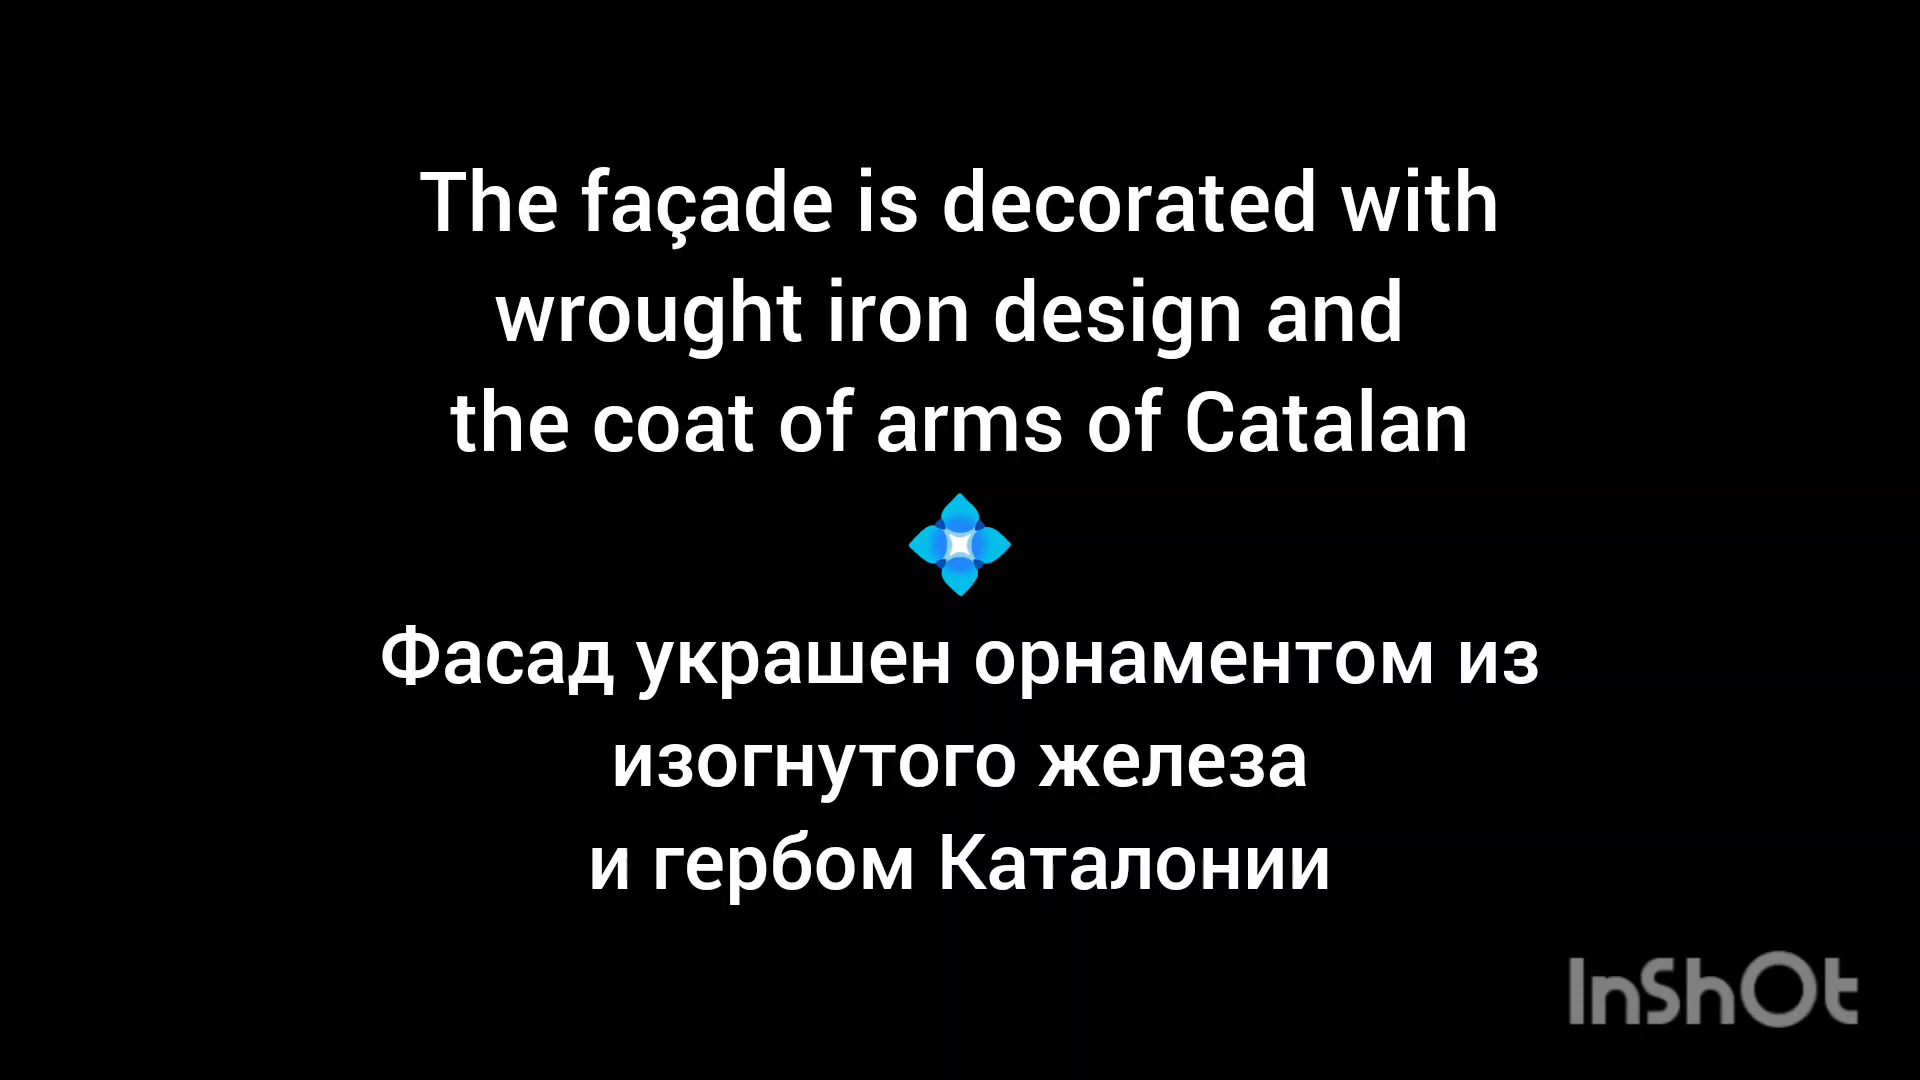 The façade is decorated with
wrought iron design and
the coat of arms of Catalan
Фасад украшен орнаментом из
изогнутого железа
и гербом Каталонии
InShOt